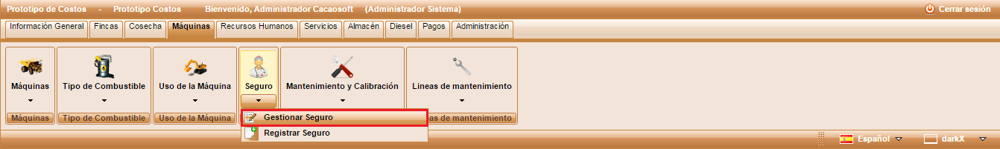 Prototipo de Costos - Prototipo Costos Bienvenido, Administrador Cacaosoft (Administrador Sistema) Cerrar sesión
Información General Fincas Cosecha Máquinas Recursos Humanos Servicios Almacén Diesel Pagos Administración
Máquinas Tipo de Combustible Uso de la Máquina Seguro Mantenimiento y Calibración Lineas de mantenimiento
Máquinas Tipo de Combustible Uso de la Máquina Gestionar Seguro eas de mantenimiento
Registrar Seguro
Español darkX